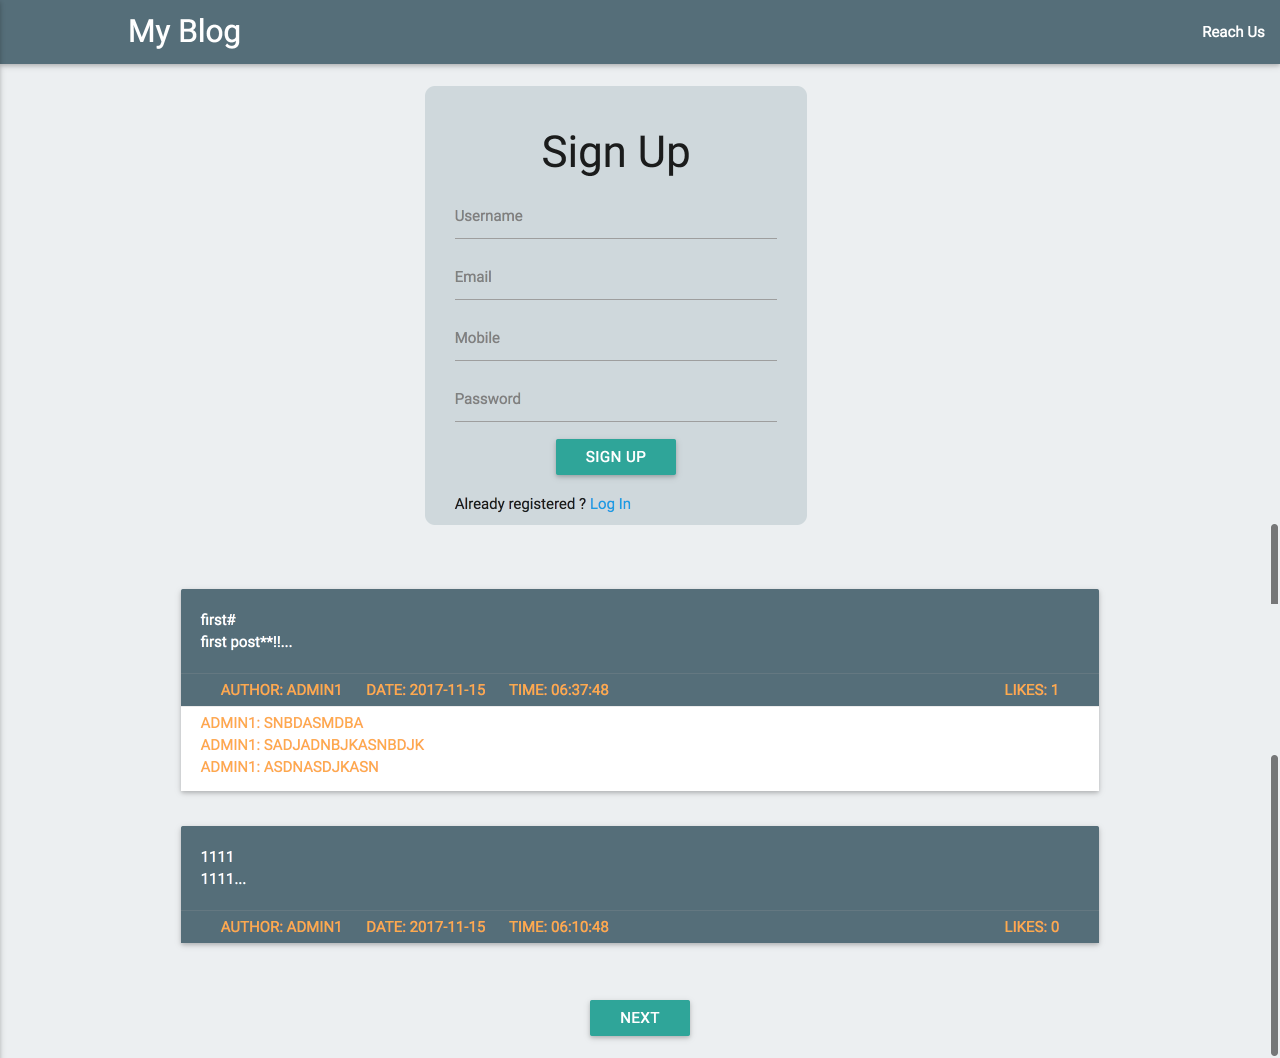 My Blog
Reach Us
Sign Up
Username
Email
Mobile
Password
SIGN UP
Already registered ? Log In
first#
first post**!!...
AUTHOR: ADMIN1 DATE: 2017-11-15 TIME: 06:37:48 LIKES: 1
ADMIN1: SNBDASMDBA
ADMIN1: SADJADNBJKASNBDJK
ADMIN1: ASDNASDJKASN
1111
1111...
AUTHOR: ADMIN1 DATE: 2017-11-15 TIME: 06:10:48 LIKES: 0
NEXT